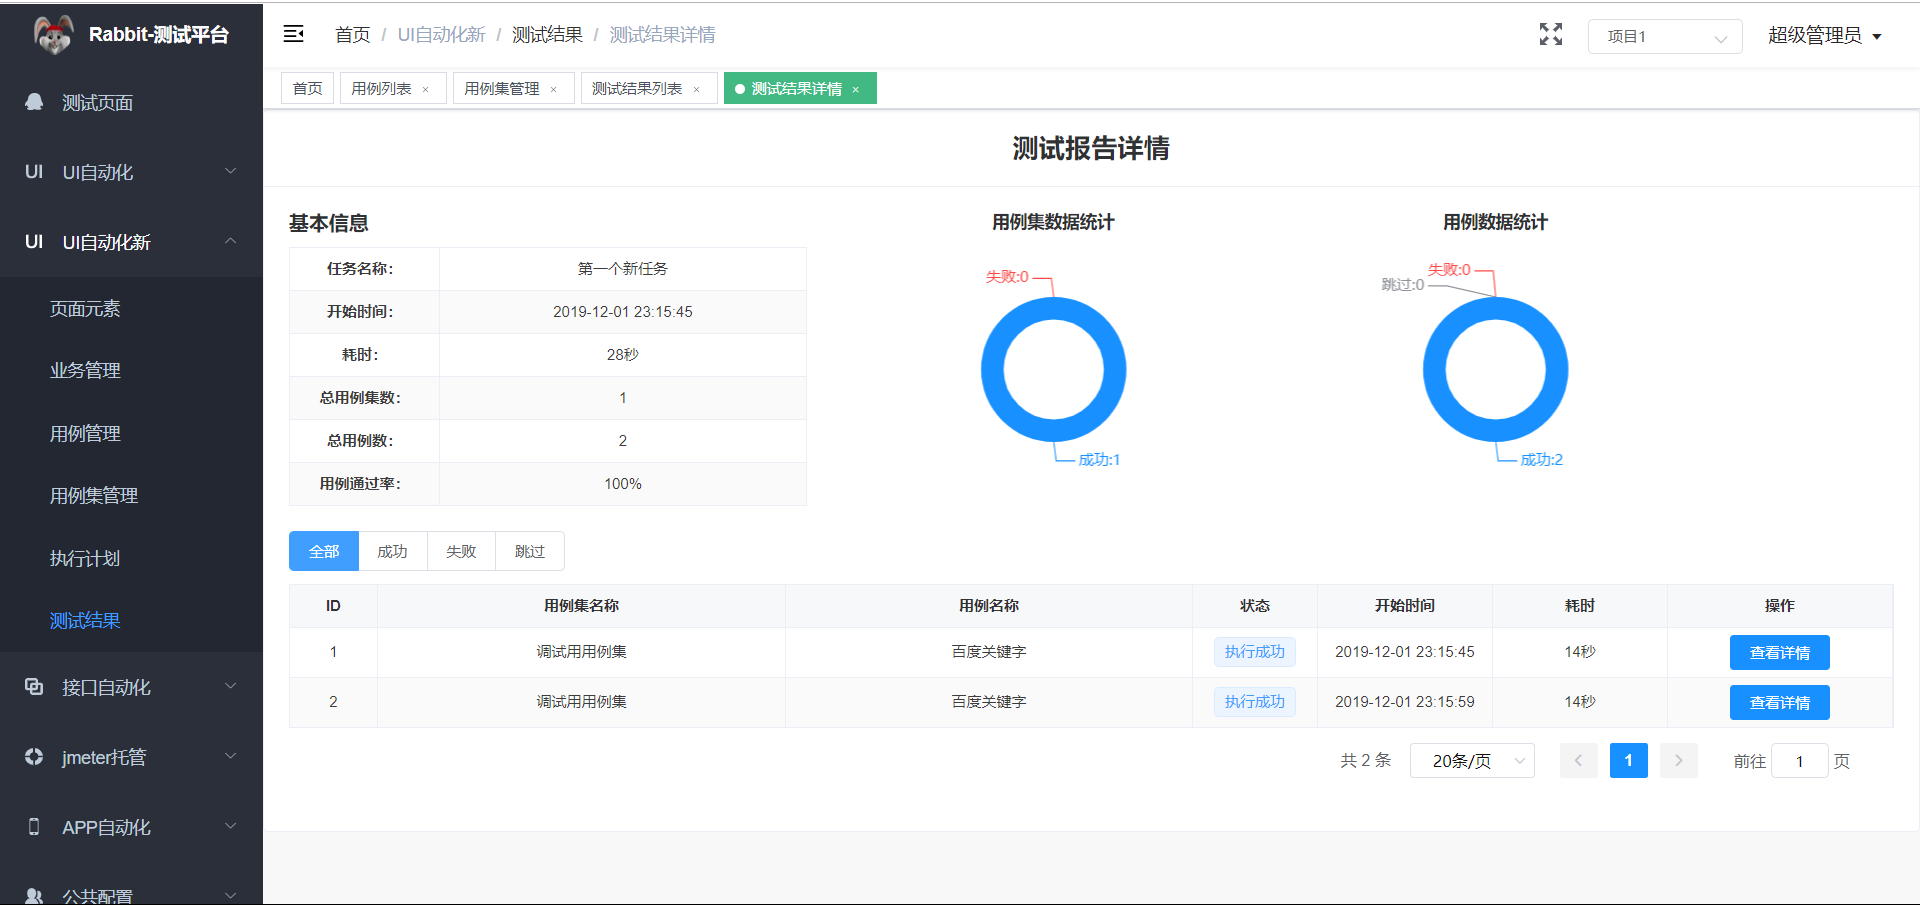 Rabbit-测试平台
测试页面
UI UI自动化
UI UI自动化新
页面元素
业务管理
用例管理
用例集管理
执行计划
测试结果
接口自动化
jmeter托管
APP自动化
公共配置
首页 / UI自动化新 / 测试结果 / 测试结果详情
项目1
超级管理员
首页
用例列表 ×
用例集管理 ×
测试结果列表 ×
测试结果详情 ×
测试报告详情
基本信息
任务名称： 第一个新任务
开始时间： 2019-12-01 23:15:45
耗时： 28秒
总用例集数： 1
总用例数： 2
用例通过率： 100%
用例集数据统计
失败:0
成功:1
用例数据统计
失败:0
跳过:0
成功:2
全部 成功 失败 跳过
ID 用例集名称 用例名称 状态 开始时间 耗时 操作
1 调试用用例集 百度关键字 执行成功 2019-12-01 23:15:45 14秒 查看详情
2 调试用用例集 百度关键字 执行成功 2019-12-01 23:15:59 14秒 查看详情
共 2 条 20条/页 1 前往 1 页